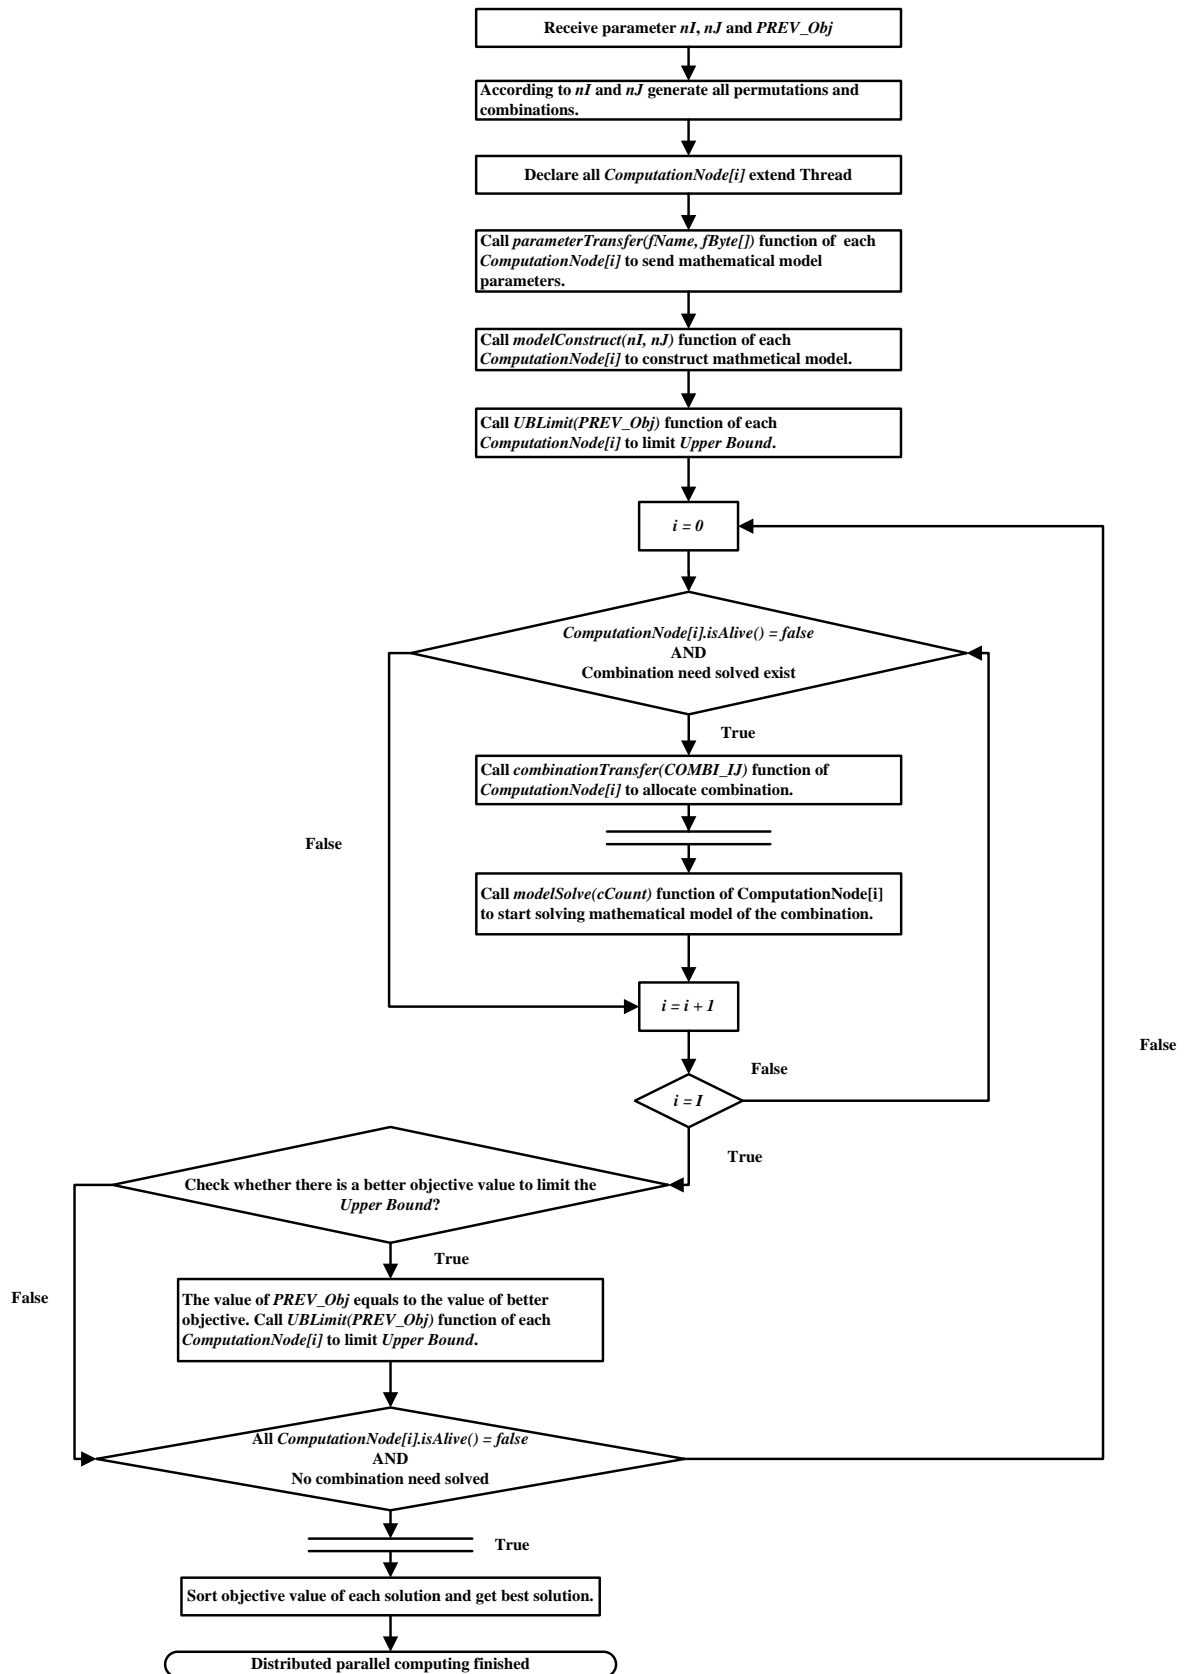 Receive parameter nI, nJ and PREV_Obj
According to nI and nJ generate all permutations and
combinations.
Declare all ComputationNode[i] extend Thread
Call parameterTransfer(fName, fByte[]) function of each
ComputationNode[i] to send mathematical model
parameters.
Call modelConstruct(nI, nJ) function of each
ComputationNode[i] to construct mathmetical model.
Call UBLimit(PREV_Obj) function of each
ComputationNode[i] to limit Upper Bound.
i = 0
ComputationNode[i].isAlive() = false
AND
Combination need solved exist
True
Call combinationTransfer(COMBI_IJ) function of
ComputationNode[i] to allocate combination.
False
Call modelSolve(cCount) function of ComputationNode[i]
to start solving mathematical model of the combination.
i = i + 1
False
False
i = I
True
Check whether there is a better objective value to limit the
Upper Bound?
True
False
The value of PREV_Obj equals to the value of better
objective. Call UBLimit(PREV_Obj) function of each
ComputationNode[i] to limit Upper Bound.
All ComputationNode[i].isAlive() = false
AND
No combination need solved
True
Sort objective value of each solution and get best solution.
Distributed parallel computing finished